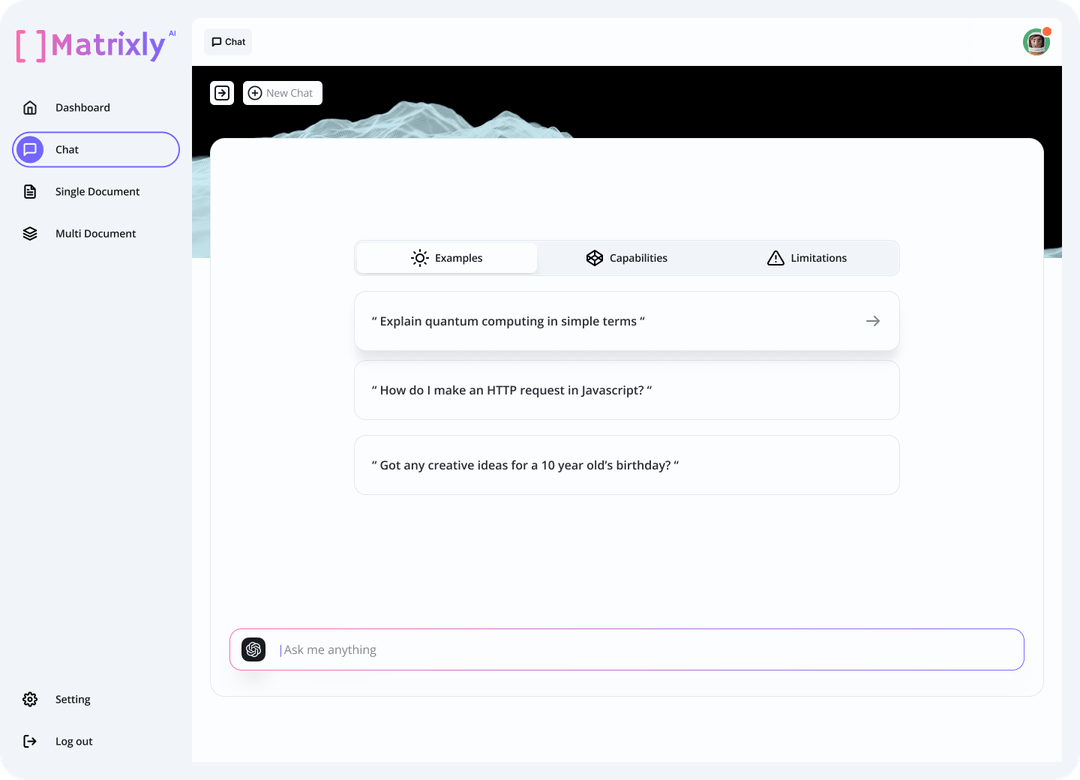 [ ]Matrixly AI
Dashboard
Chat
Single Document
Multi Document
Setting
Log out
Chat
New Chat
Examples
Capabilities
Limitations
“ Explain quantum computing in simple terms “
“ How do I make an HTTP request in Javascript? “
“ Got any creative ideas for a 10 year old’s birthday? “
Ask me anything